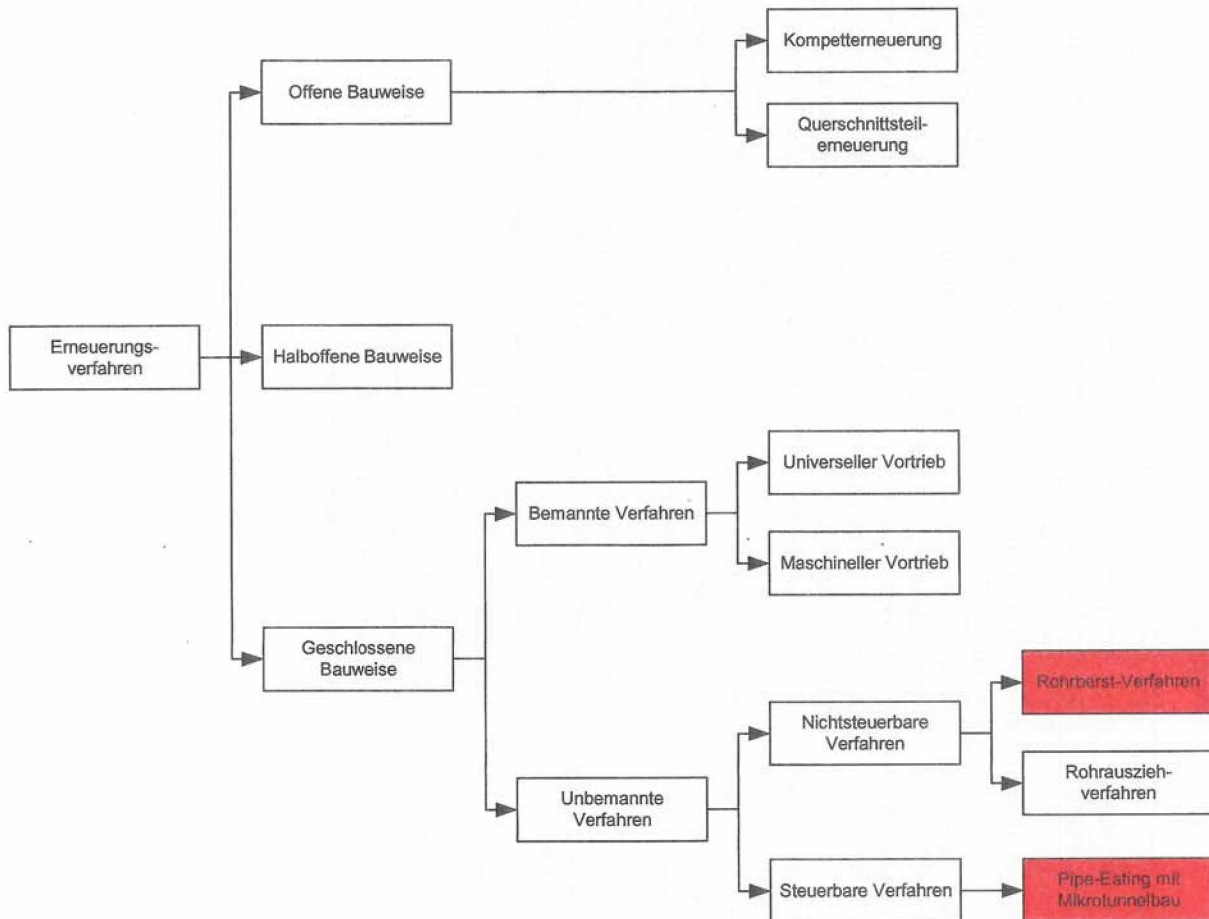 Kompetterneuerung
Offene Bauweise
Querschnittsteil-
erneuerung
Erneuerungs-
verfahren
Halboffene Bauweise
Universeller Vortrieb
Bemannte Verfahren
Maschineller Vortrieb
Geschlossene
Bauweise
Rohrberst-Verfahren
Nichtsteuerbare
Verfahren
Rohrauszieh-
verfahren
Unbemannte
Verfahren
Steuerbare Verfahren
Pipe-Eating mit
Mikrotunnelbau